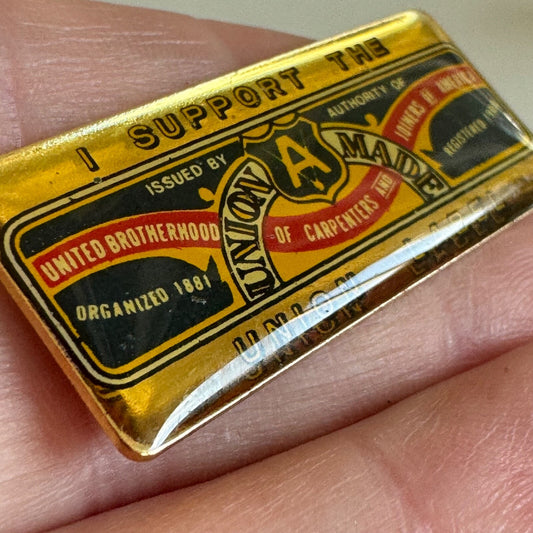 I SUPPORT THE
ISSUED BY AUTHORITY OF
UNITED BROTHERHOOD OF CARPENTERS AND JOINERS OF AMERICA
A
UNION MADE
ORGANIZED 1881
REGISTERED
UNION LABEL